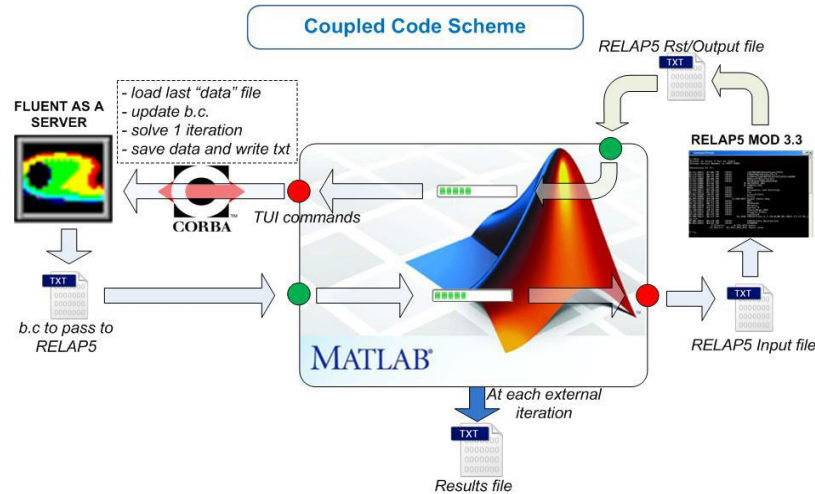 Coupled Code Scheme
RELAP5 Rst/Output file
TXT
- load last "data" file
- update b.c.
- solve 1 iteration
- save data and write txt
FLUENT AS A
SERVER
RELAP5 MOD 3.3
CORBA™
TUI commands
TXT
b.c to pass to
RELAP5
TXT
RELAP5 Input file
MATLAB®
At each external
iteration
TXT
Results file